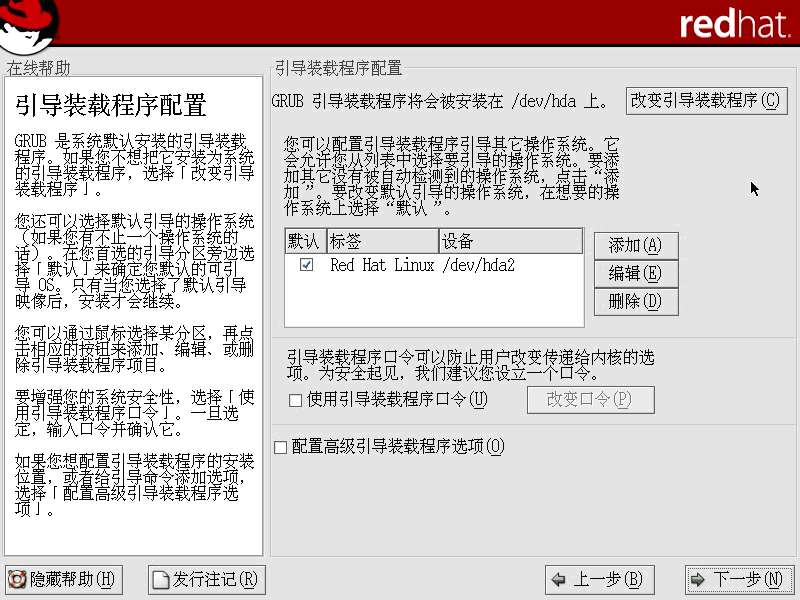 redhat.
在线帮助
引导装载程序配置
GRUB 是系统默认安装的引导装载
程序。如果您不想把它安装为系统
的引导装载程序，选择「改变引导
装载程序」。
您还可以选择默认引导的操作系统
（如果您有不止一个操作系统的
话）。在您首选的引导分区旁边选
择「默认」来确定您默认的可引
导 OS。只有当您选择了默认引导
映像后，安装才会继续。
您可以通过鼠标选择某分区，再点
击相应的按钮来添加、编辑、或删
除引导装载程序项目。
要增强您的系统安全性，选择「使
用引导装载程序口令」。一旦选
定，输入口令并确认它。
如果您想配置引导装载程序的安装
位置，或者给引导命令添加选项，
选择「配置高级引导装载程序选
项」。
引导装载程序配置
GRUB 引导装载程序将会被安装在 /dev/hda 上。
改变引导装载程序(C)
您可以配置引导装载程序引导其它操作系统。它
会允许您从列表中选择要引导的操作系统。要添
加其它没有被自动检测到的操作系统，点击“添
加 ”。要改变默认引导的操作系统，在想要的操
作系统上选择“默认 ”。
默认 标签 设备
Red Hat Linux /dev/hda2
添加(A)
编辑(E)
删除(D)
引导装载程序口令可以防止用户改变传递给内核的选
项。为安全起见，我们建议您设立一个口令。
使用引导装载程序口令(U)
改变口令(P)
配置高级引导装载程序选项(O)
隐藏帮助(H)
发行注记(R)
上一步(B)
下一步(N)